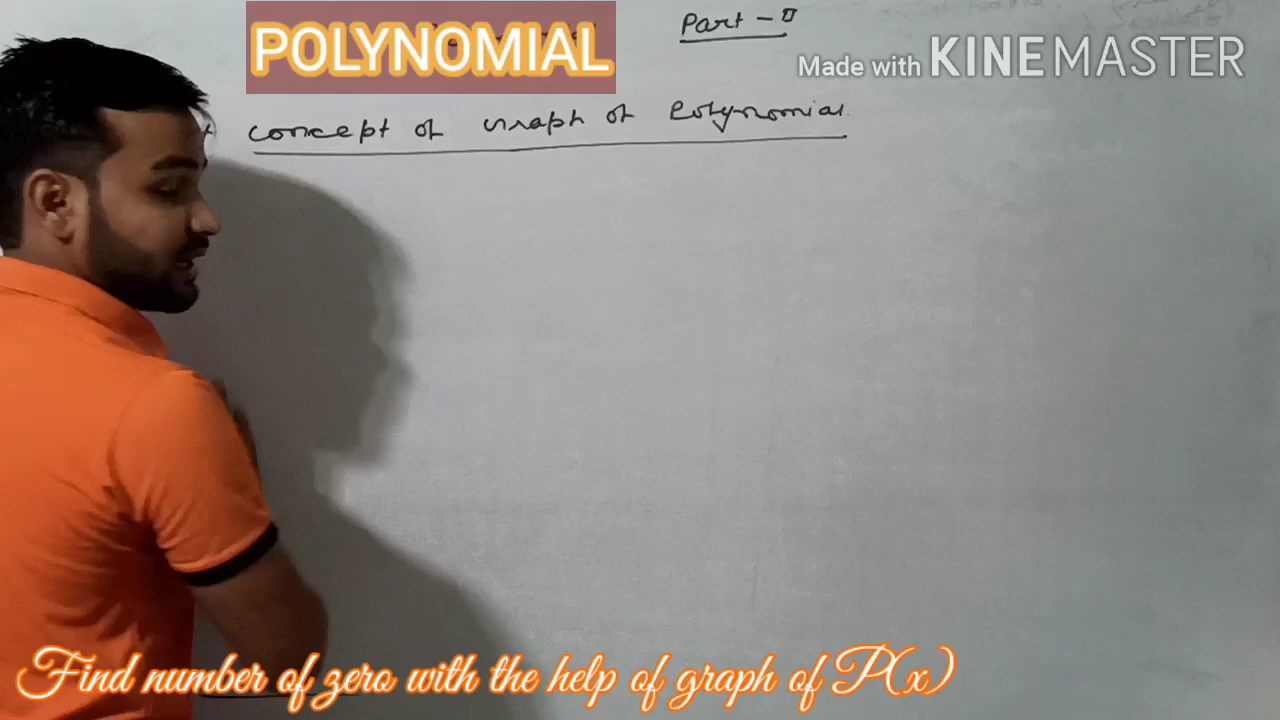 POLYNOMIAL
Part - II
Made with KINEMASTER
concept of Graph of Polynomial
Find number of zero with the help of graph of P(x)